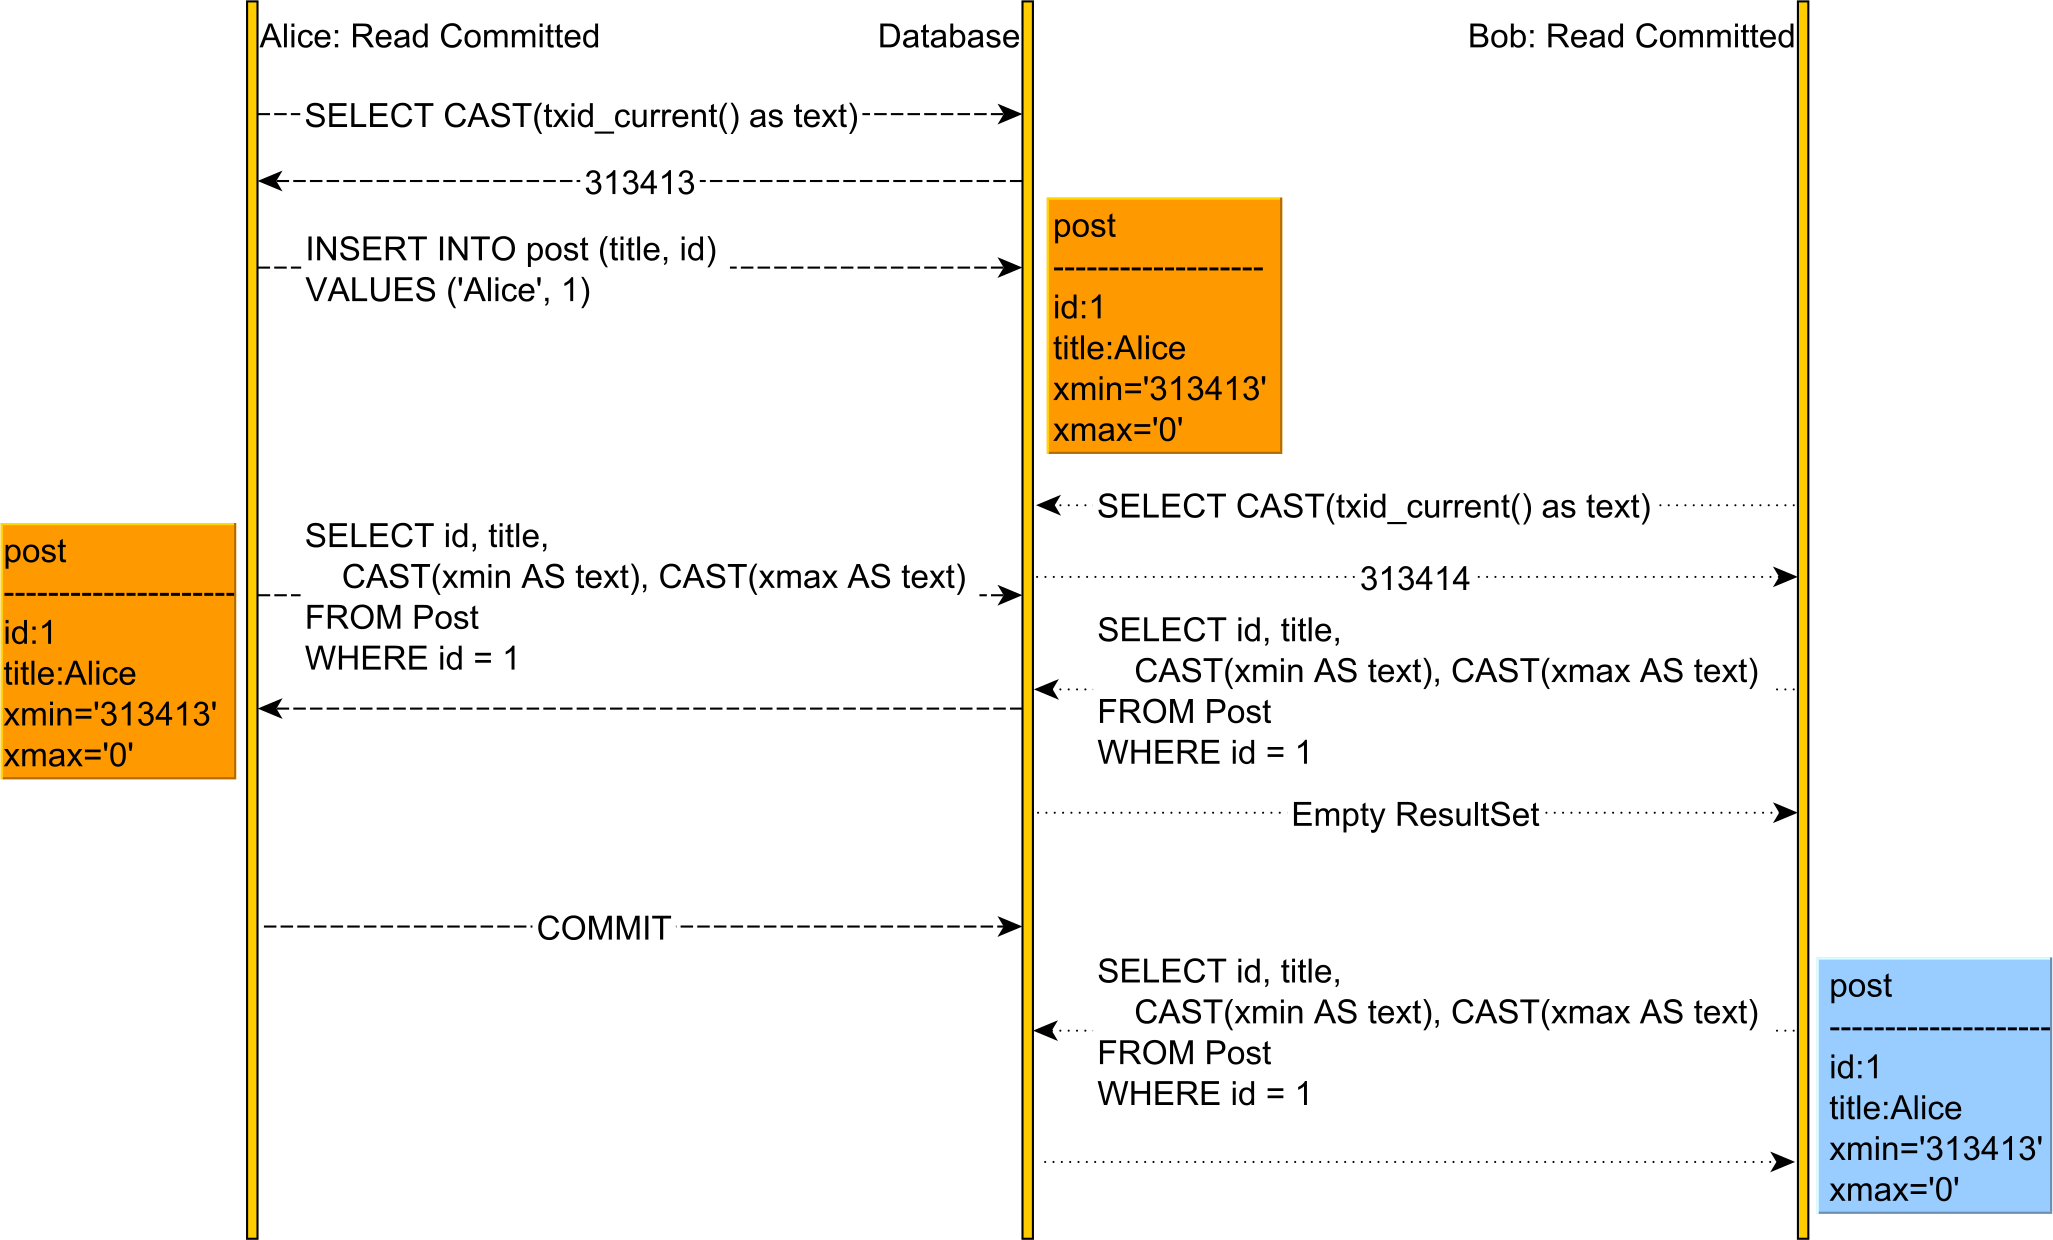 Alice: Read Committed
Database
Bob: Read Committed
SELECT CAST(txid_current() as text)
313413
INSERT INTO post (title, id)
VALUES ('Alice', 1)
post
-------------------
id:1
title:Alice
xmin='313413'
xmax='0'
SELECT CAST(txid_current() as text)
313414
post
---------------------
id:1
title:Alice
xmin='313413'
xmax='0'
SELECT id, title,
CAST(xmin AS text), CAST(xmax AS text)
FROM Post
WHERE id = 1
SELECT id, title,
CAST(xmin AS text), CAST(xmax AS text)
FROM Post
WHERE id = 1
Empty ResultSet
COMMIT
SELECT id, title,
CAST(xmin AS text), CAST(xmax AS text)
FROM Post
WHERE id = 1
post
--------------------
id:1
title:Alice
xmin='313413'
xmax='0'